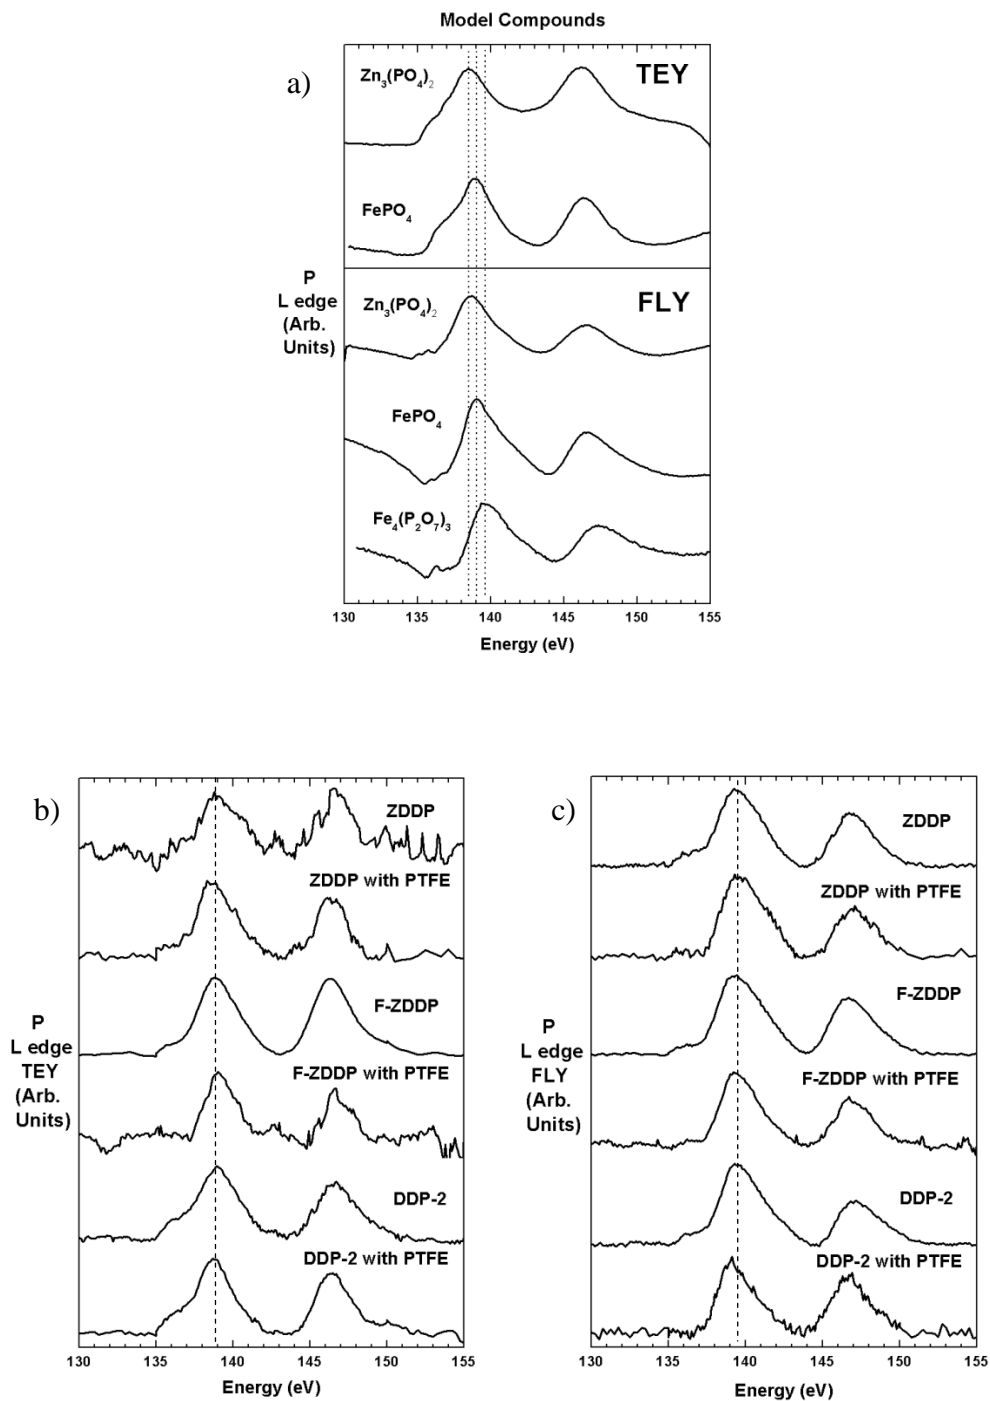 Model Compounds
a)
TEY
Zn₃(PO₄)₂
FePO₄
P
L edge
(Arb.
Units)
FLY
Zn₃(PO₄)₂
FePO₄
Fe₄(P₂O₇)₃
130 135 140 145 150 155
Energy (eV)
b)
ZDDP
ZDDP with PTFE
F-ZDDP
P
L edge
TEY
(Arb.
Units)
F-ZDDP with PTFE
DDP-2
DDP-2 with PTFE
130 135 140 145 150 155
Energy (eV)
c)
ZDDP
ZDDP with PTFE
F-ZDDP
P
L edge
FLY
(Arb.
Units)
F-ZDDP with PTFE
DDP-2
DDP-2 with PTFE
130 135 140 145 150 155
Energy (eV)